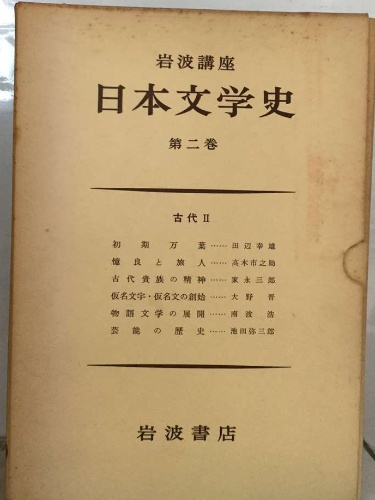 岩波講座
日本文学史
第二巻
古代 II
初期万葉……田辺幸雄
憶良と旅人……高木市之助
古代貴族の精神……家永三郎
仮名文字・仮名文の創始……大野晋
物語文学の展開……南波浩
芸能の歴史……池田弥三郎
岩波書店